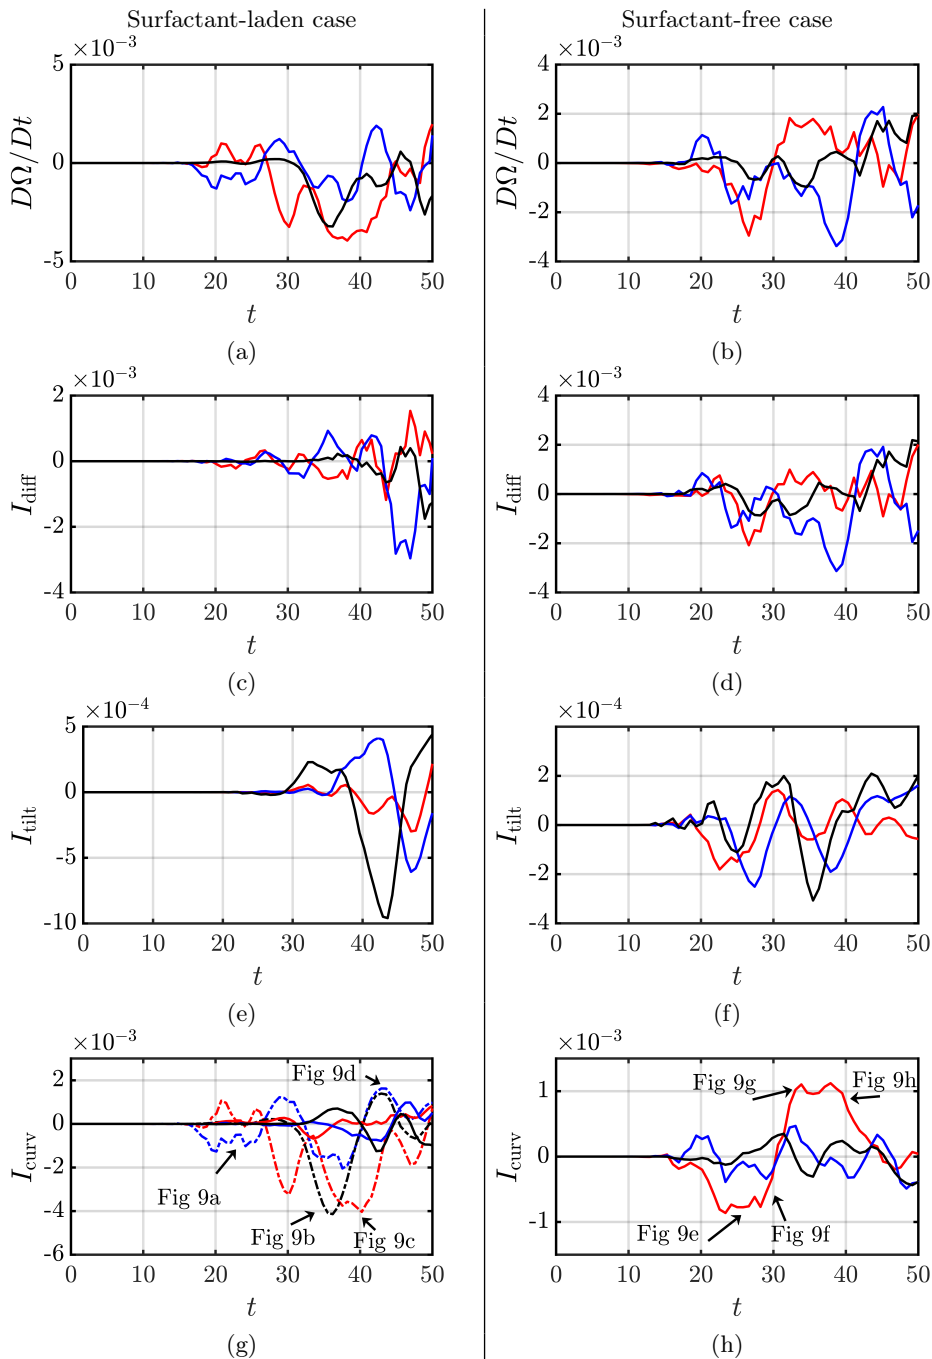 Surfactant-laden case
Surfactant-free case
×10⁻³
5
0
-5
DΩ/Dt
0 10 20 30 40 50
t
(a)
×10⁻³
4
2
0
-2
-4
DΩ/Dt
0 10 20 30 40 50
t
(b)
×10⁻³
2
0
-2
-4
I_diff
0 10 20 30 40 50
t
(c)
×10⁻³
4
2
0
-2
-4
I_diff
0 10 20 30 40 50
t
(d)
×10⁻⁴
5
0
-5
-10
I_tilt
0 10 20 30 40 50
t
(e)
×10⁻⁴
2
0
-2
-4
I_tilt
0 10 20 30 40 50
t
(f)
×10⁻³
2
0
-2
-4
-6
I_curv
Fig 9d
Fig 9a
Fig 9b
Fig 9c
0 10 20 30 40 50
t
(g)
×10⁻³
1
0
-1
I_curv
Fig 9g
Fig 9h
Fig 9e
Fig 9f
0 10 20 30 40 50
t
(h)